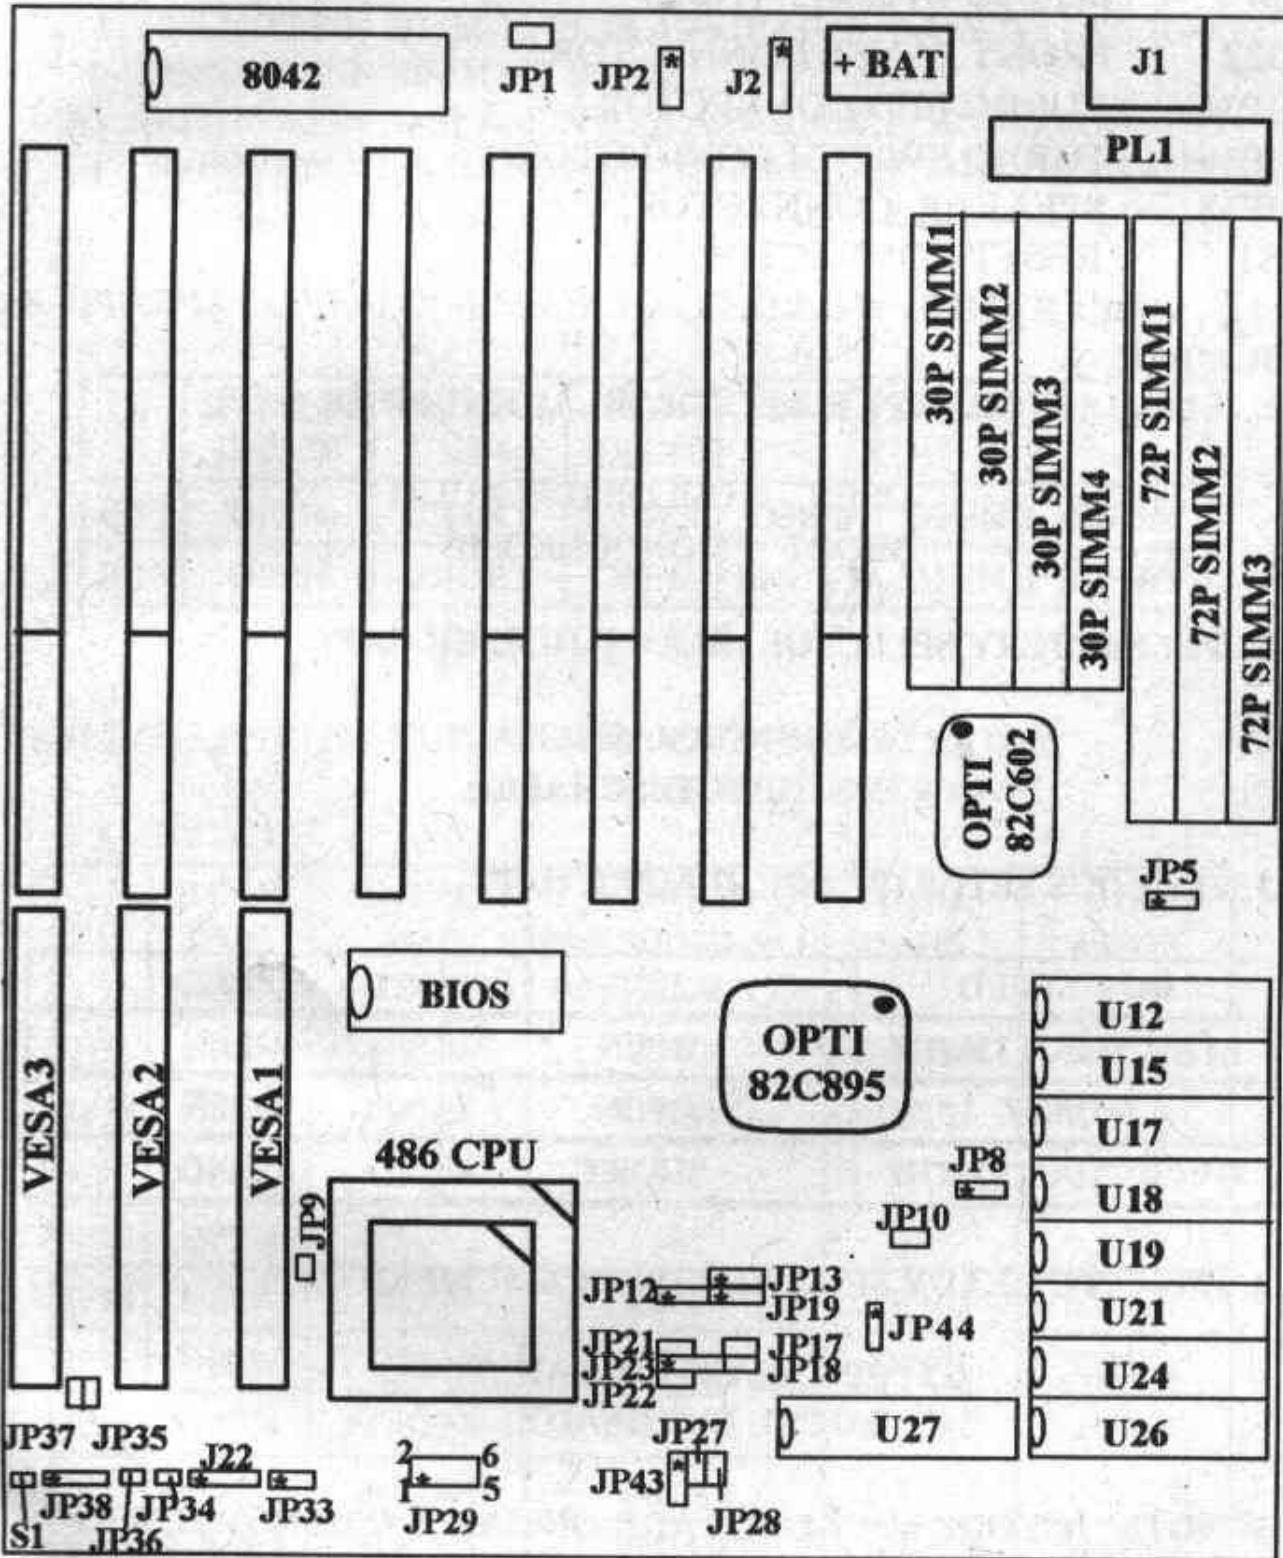 8042
JP1
JP2
*
J2
*
+ BAT
J1
PL1
30P SIMM1
30P SIMM2
30P SIMM3
30P SIMM4
72P SIMM1
72P SIMM2
72P SIMM3
OPTI
82C602
JP5
*
VESA3
VESA2
VESA1
BIOS
OPTI
82C895
486 CPU
JP9
JP8
*
JP10
U12
U15
U17
U18
U19
U21
U24
U26
U27
JP12
*
* JP13
* JP19
* JP44
JP21
JP17
JP23
*
JP18
JP22
JP37
JP35
J22
*
JP38
*
JP34
JP33
*
S1
JP36
2
6
1
*
5
JP29
JP27
JP43
*
JP28